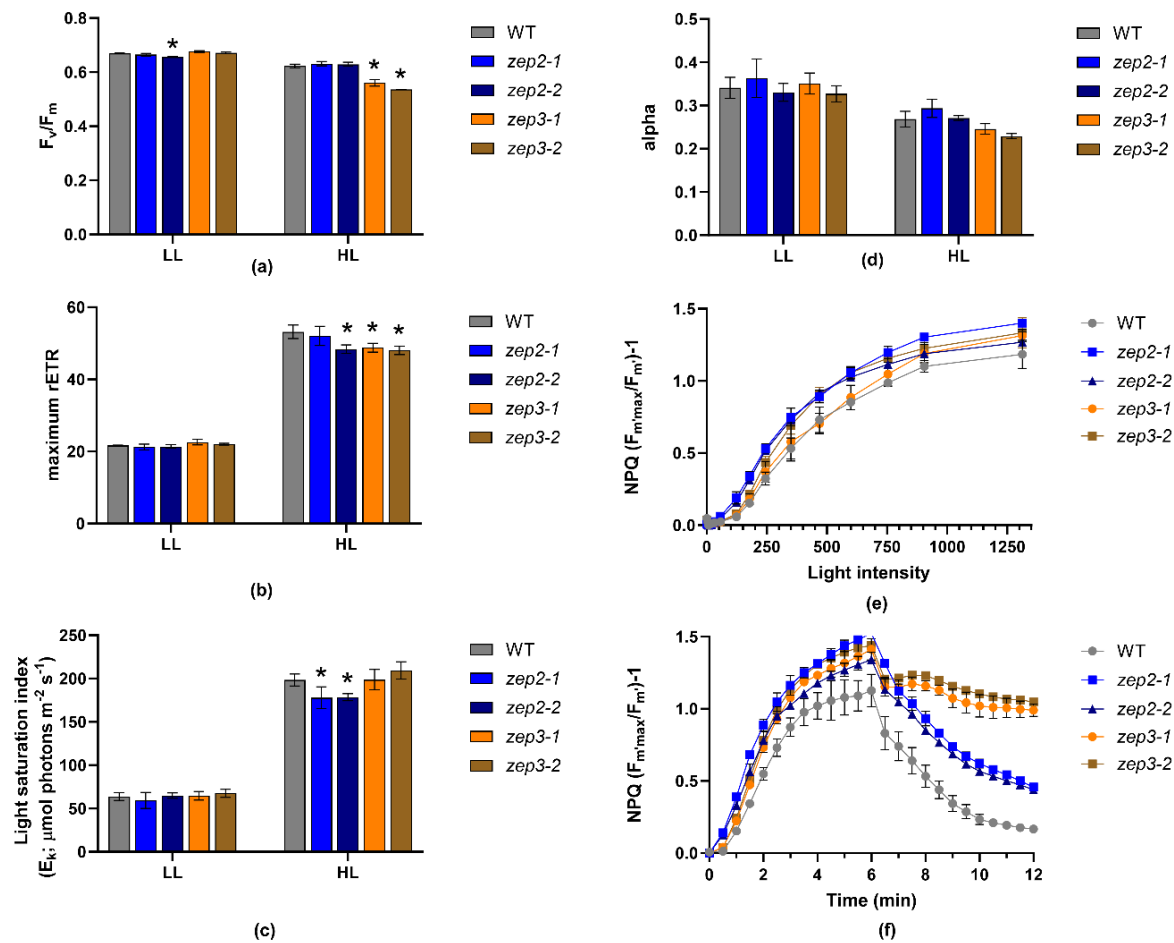 0.8
0.6
0.4
0.2
0.0
Fv/Fm
*
*
*
LL
HL
(a)
WT
zep2-1
zep2-2
zep3-1
zep3-2
60
40
20
0
maximum rETR
*
*
*
LL
HL
(b)
WT
zep2-1
zep2-2
zep3-1
zep3-2
250
200
150
100
50
0
Light saturation index
(Ek; μmol photons m-2 s-1)
*
*
LL
HL
(c)
WT
zep2-1
zep2-2
zep3-1
zep3-2
0.5
0.4
0.3
0.2
0.1
0.0
alpha
LL
HL
(d)
WT
zep2-1
zep2-2
zep3-1
zep3-2
1.5
1.0
0.5
0.0
NPQ (Fm'max/Fm')-1
0
250
500
750
1000
1250
Light intensity
(e)
WT
zep2-1
zep2-2
zep3-1
zep3-2
1.5
1.0
0.5
0.0
NPQ (Fm'max/Fm')-1
0
2
4
6
8
10
12
Time (min)
(f)
WT
zep2-1
zep2-2
zep3-1
zep3-2